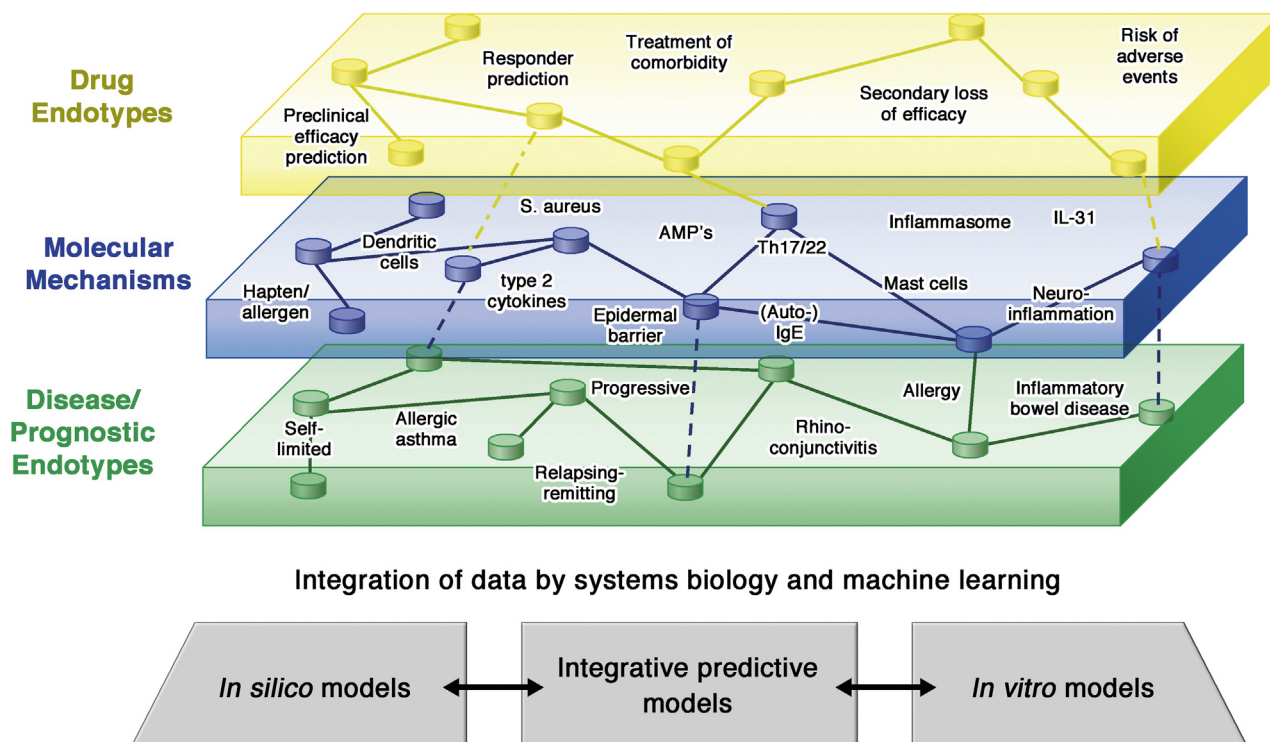 Drug
Endotypes
Preclinical
efficacy
prediction
Responder
prediction
Treatment of
comorbidity
Secondary loss
of efficacy
Risk of
adverse
events
Molecular
Mechanisms
Hapten/
allergen
Dendritic
cells
S. aureus
type 2
cytokines
Epidermal
barrier
AMP's
Th17/22
(Auto-)
IgE
Inflammasome
Mast cells
IL-31
Neuro-
inflammation
Disease/
Prognostic
Endotypes
Self-
limited
Allergic
asthma
Progressive
Relapsing-
remitting
Rhino-
conjunctivitis
Allergy
Inflammatory
bowel disease
Integration of data by systems biology and machine learning
In silico models
Integrative predictive
models
In vitro models